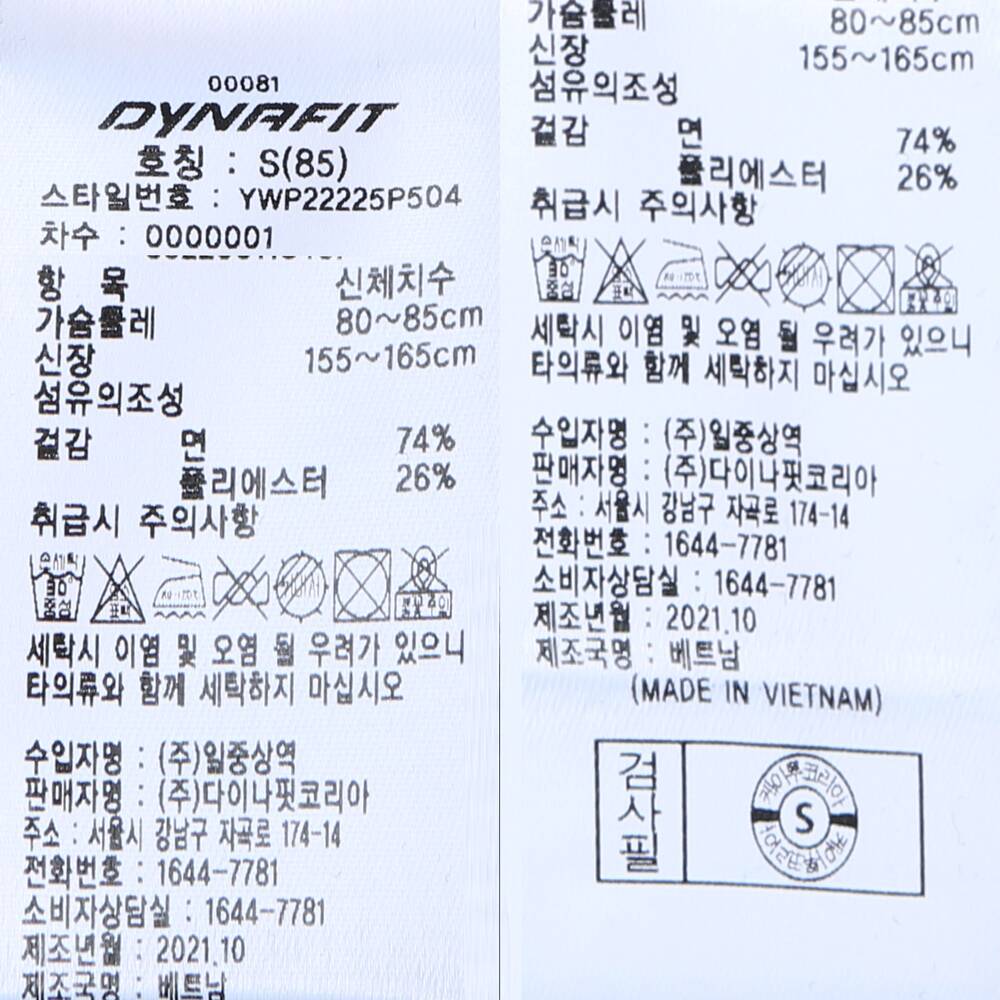 00081
DYNAFIT
호칭 : S(85)
스타일번호 : YWP22225P504
차수 : 0000001
항 목 신체치수
가슴둘레 80~85cm
신장 155~165cm
섬유의조성
겉감 면 74%
폴리에스터 26%
취급시 주의사항
손세탁
중성
세탁시 이염 및 오염 될 우려가 있으니
타의류와 함께 세탁하지 마십시오
수입자명 : (주)일중상역
판매자명 : (주)다이나핏코리아
주소 : 서울시 강남구 자곡로 174-14
전화번호 : 1644-7781
소비자상담실 : 1644-7781
제조년월 : 2021.10
제조국명 : 베트남
가슴둘레 80~85cm
신장 155~165cm
섬유의조성
겉감 면 74%
폴리에스터 26%
취급시 주의사항
손세탁
중성
세탁시 이염 및 오염 될 우려가 있으니
타의류와 함께 세탁하지 마십시오
수입자명 : (주)일중상역
판매자명 : (주)다이나핏코리아
주소 : 서울시 강남구 자곡로 174-14
전화번호 : 1644-7781
소비자상담실 : 1644-7781
제조년월 : 2021.10
제조국명 : 베트남
(MADE IN VIETNAM)
검사필
S